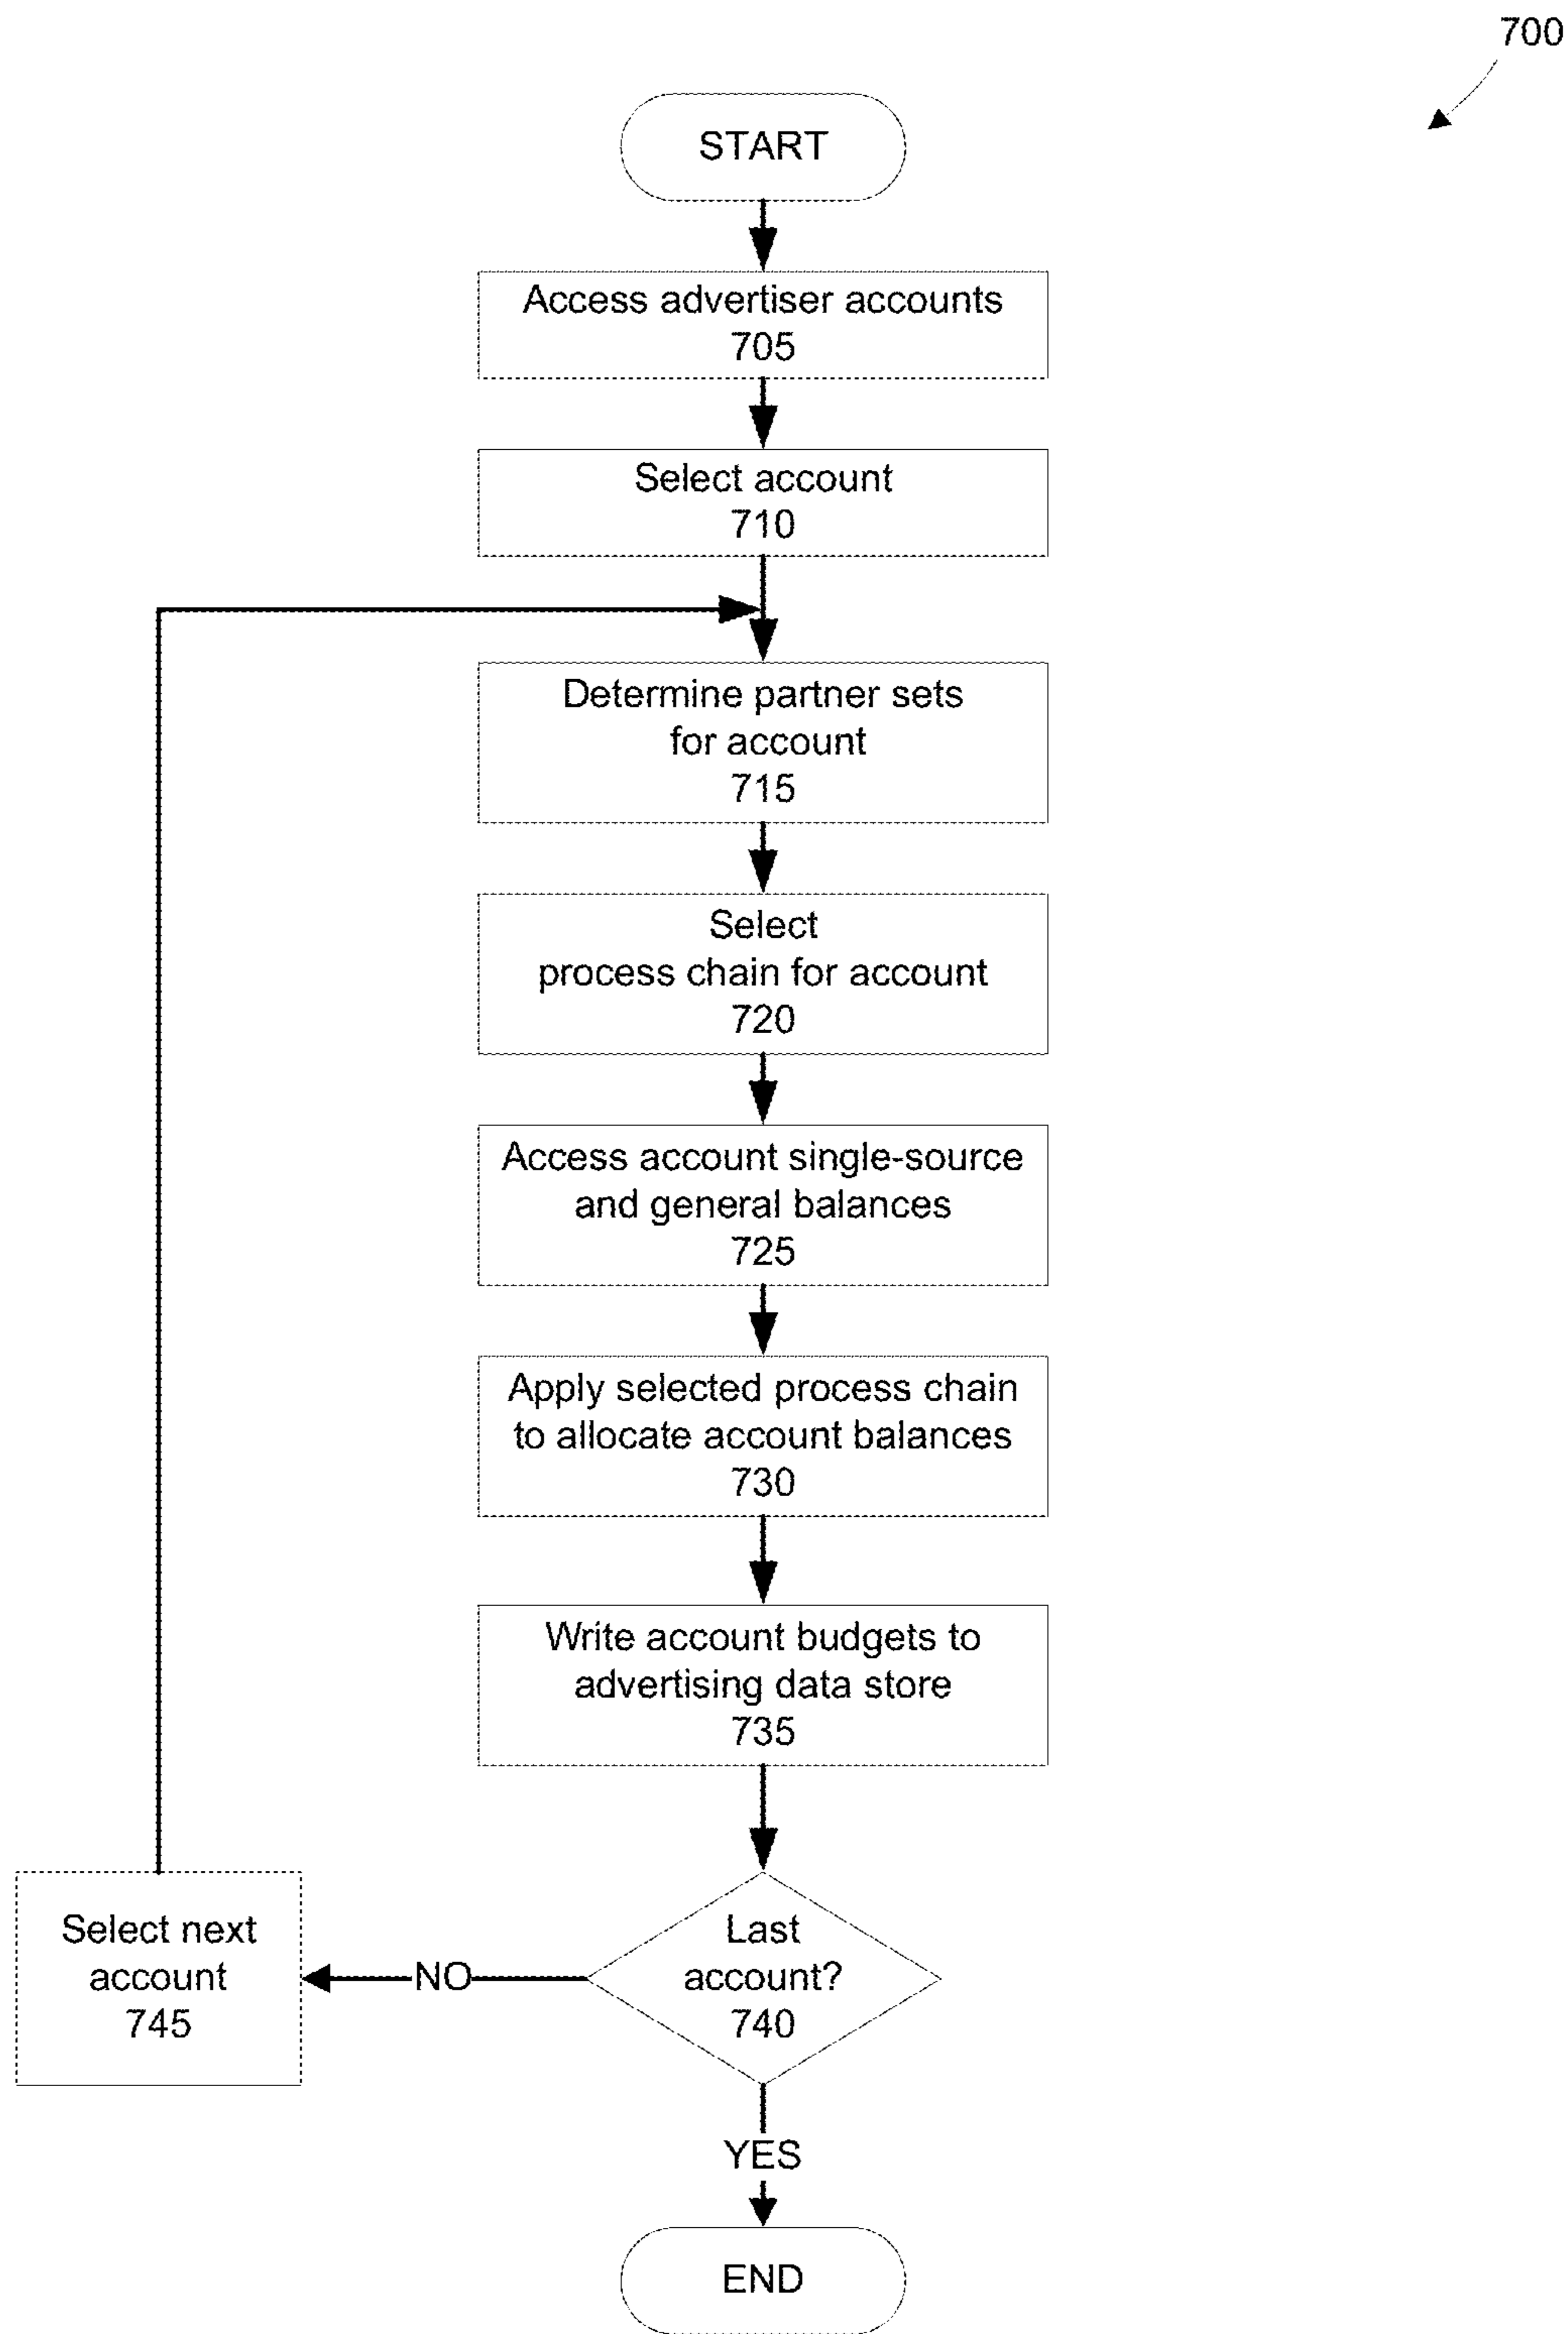 700
START
Access advertiser accounts
705
Select account
710
Determine partner sets
for account
715
Select
process chain for account
720
Access account single-source
and general balances
725
Apply selected process chain
to allocate account balances
730
Write account budgets to
advertising data store
735
Last
account?
740
NO
Select next
account
745
YES
END